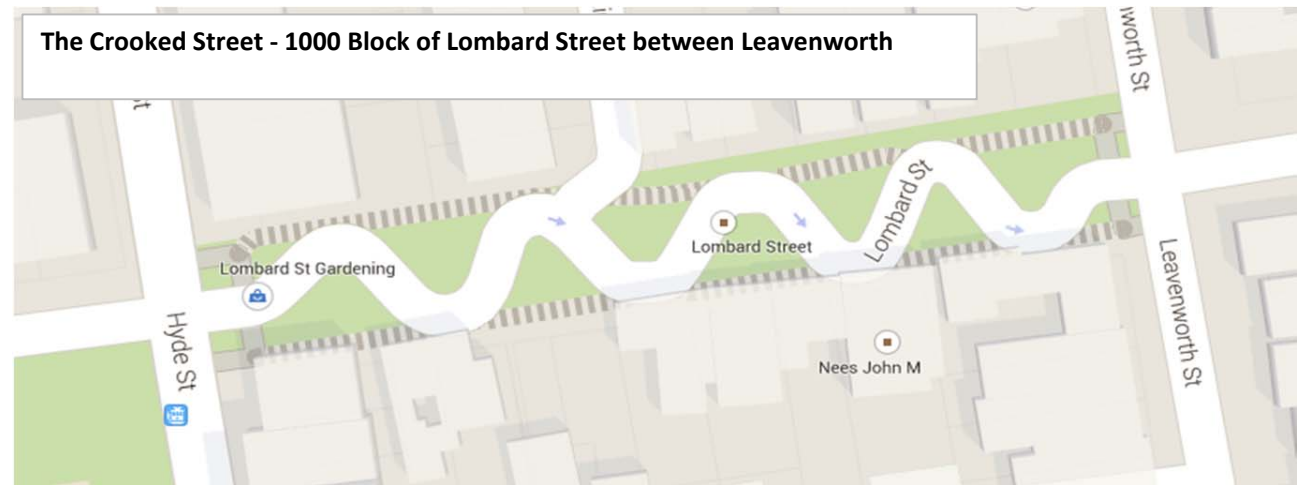 The Crooked Street - 1000 Block of Lombard Street between Leavenworth
worth St
St
Lombard St
Lombard Street
Lombard St Gardening
Hyde St
Leavenworth St
Nees John M